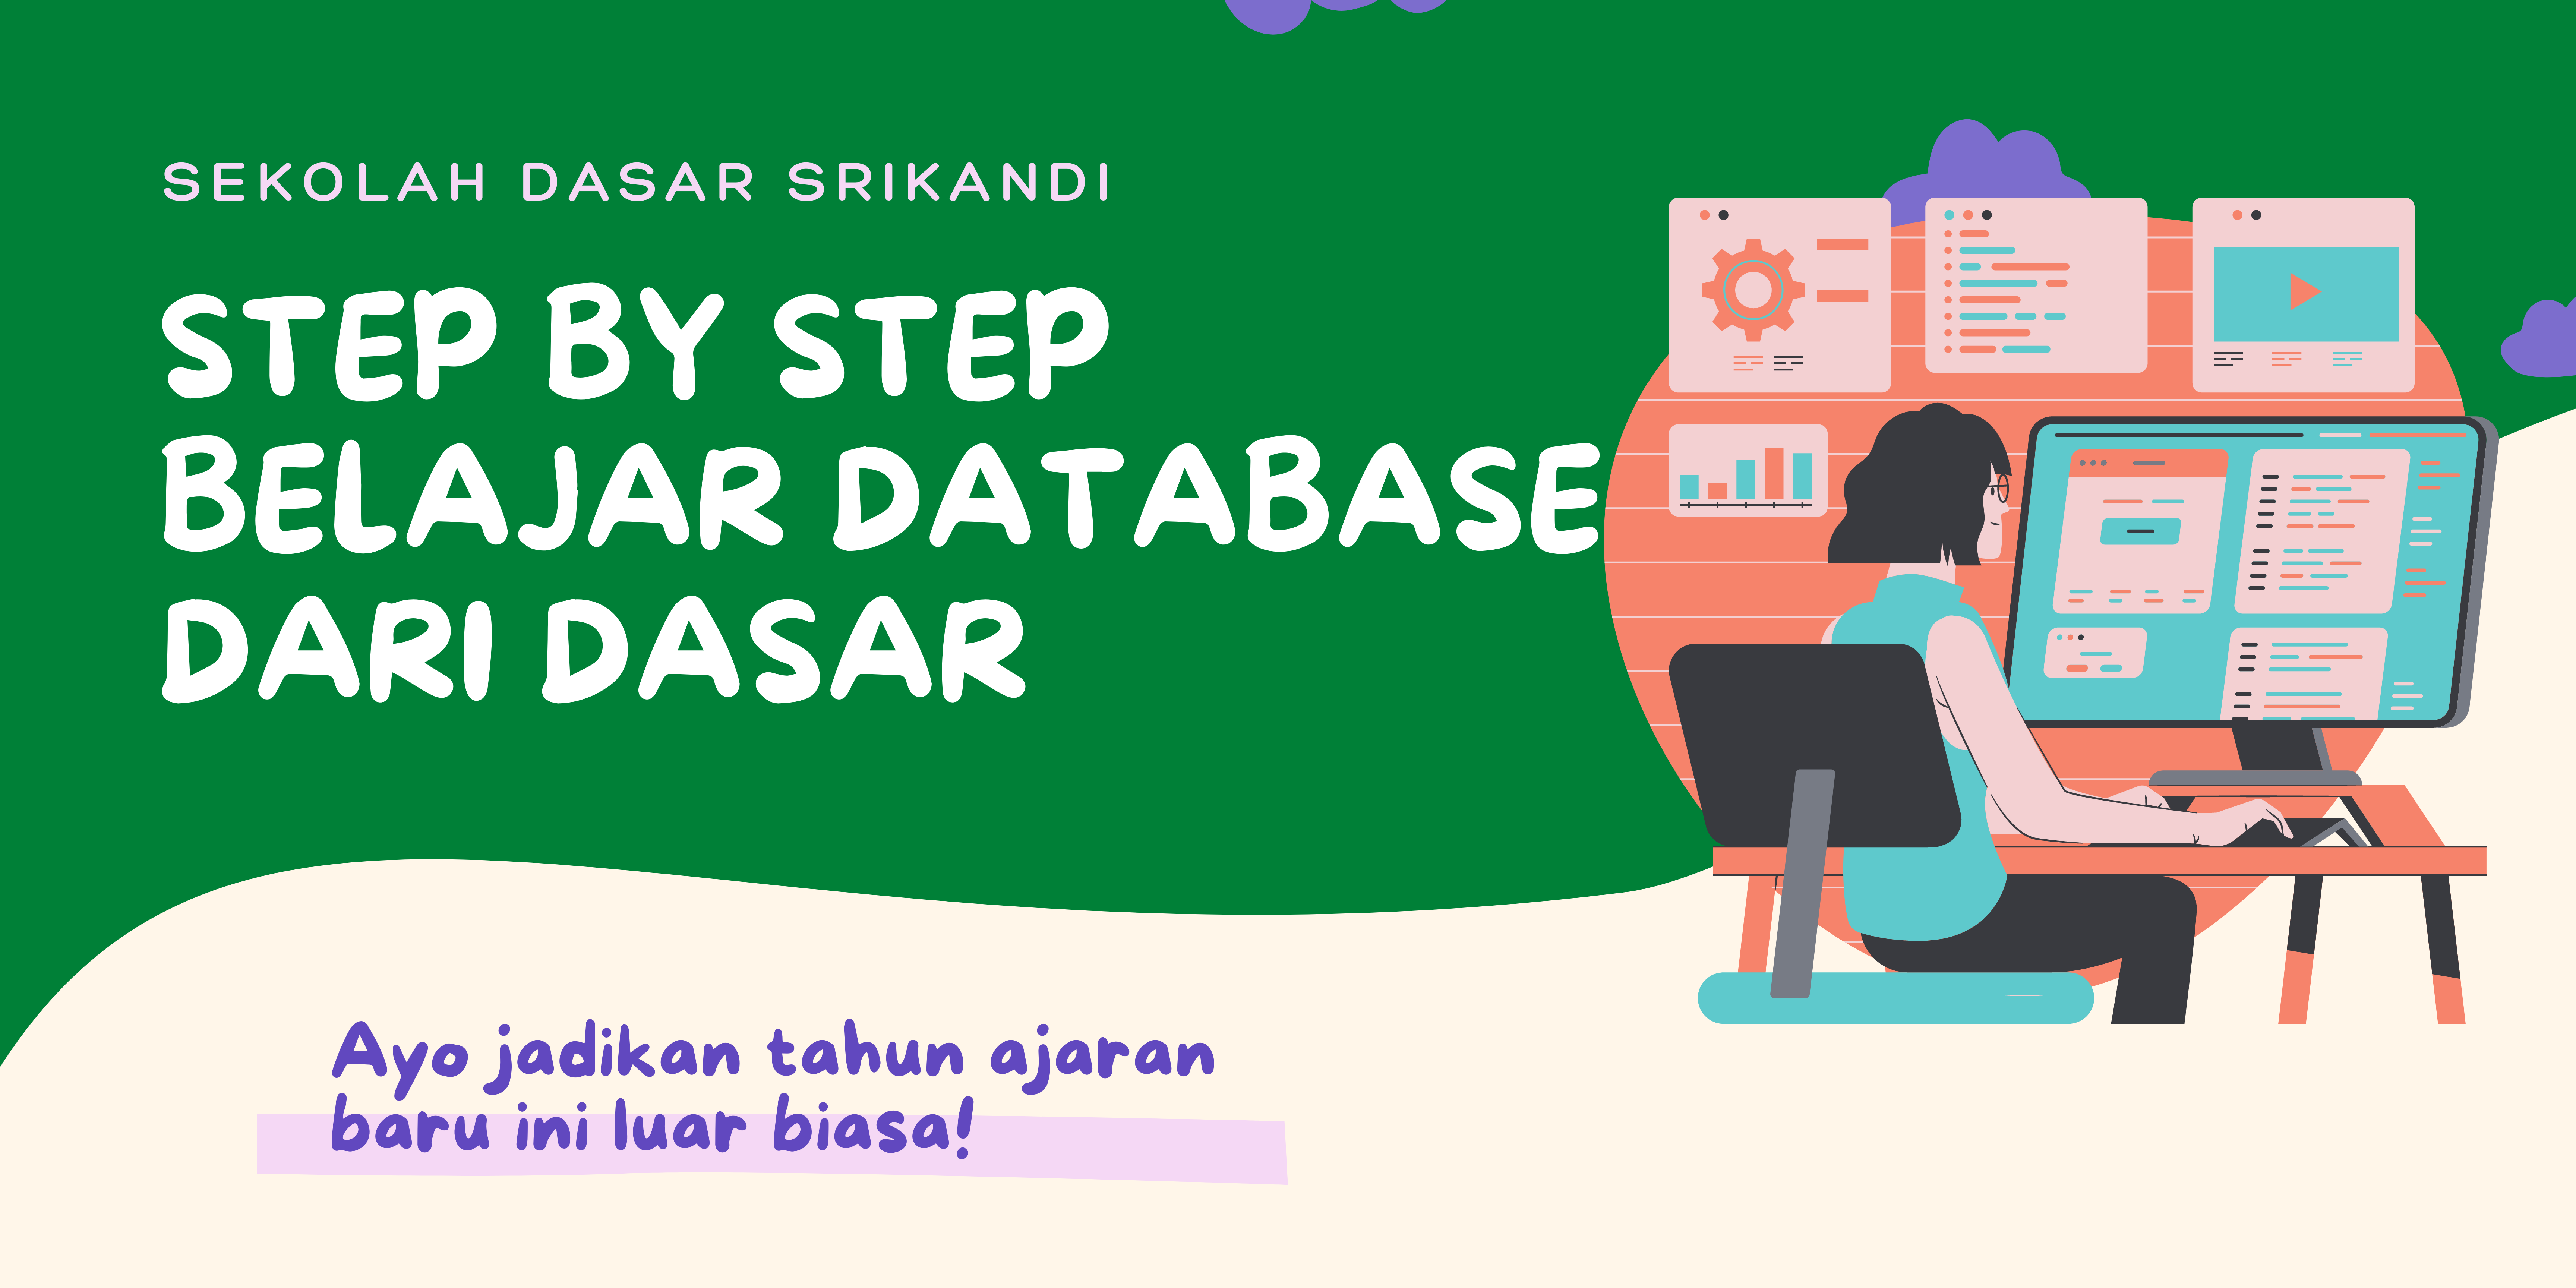 SEKOLAH DASAR SRIKANDI
STEP BY STEP
BELAJAR DATABASE
DARI DASAR
Ayo jadikan tahun ajaran
baru ini luar biasa!